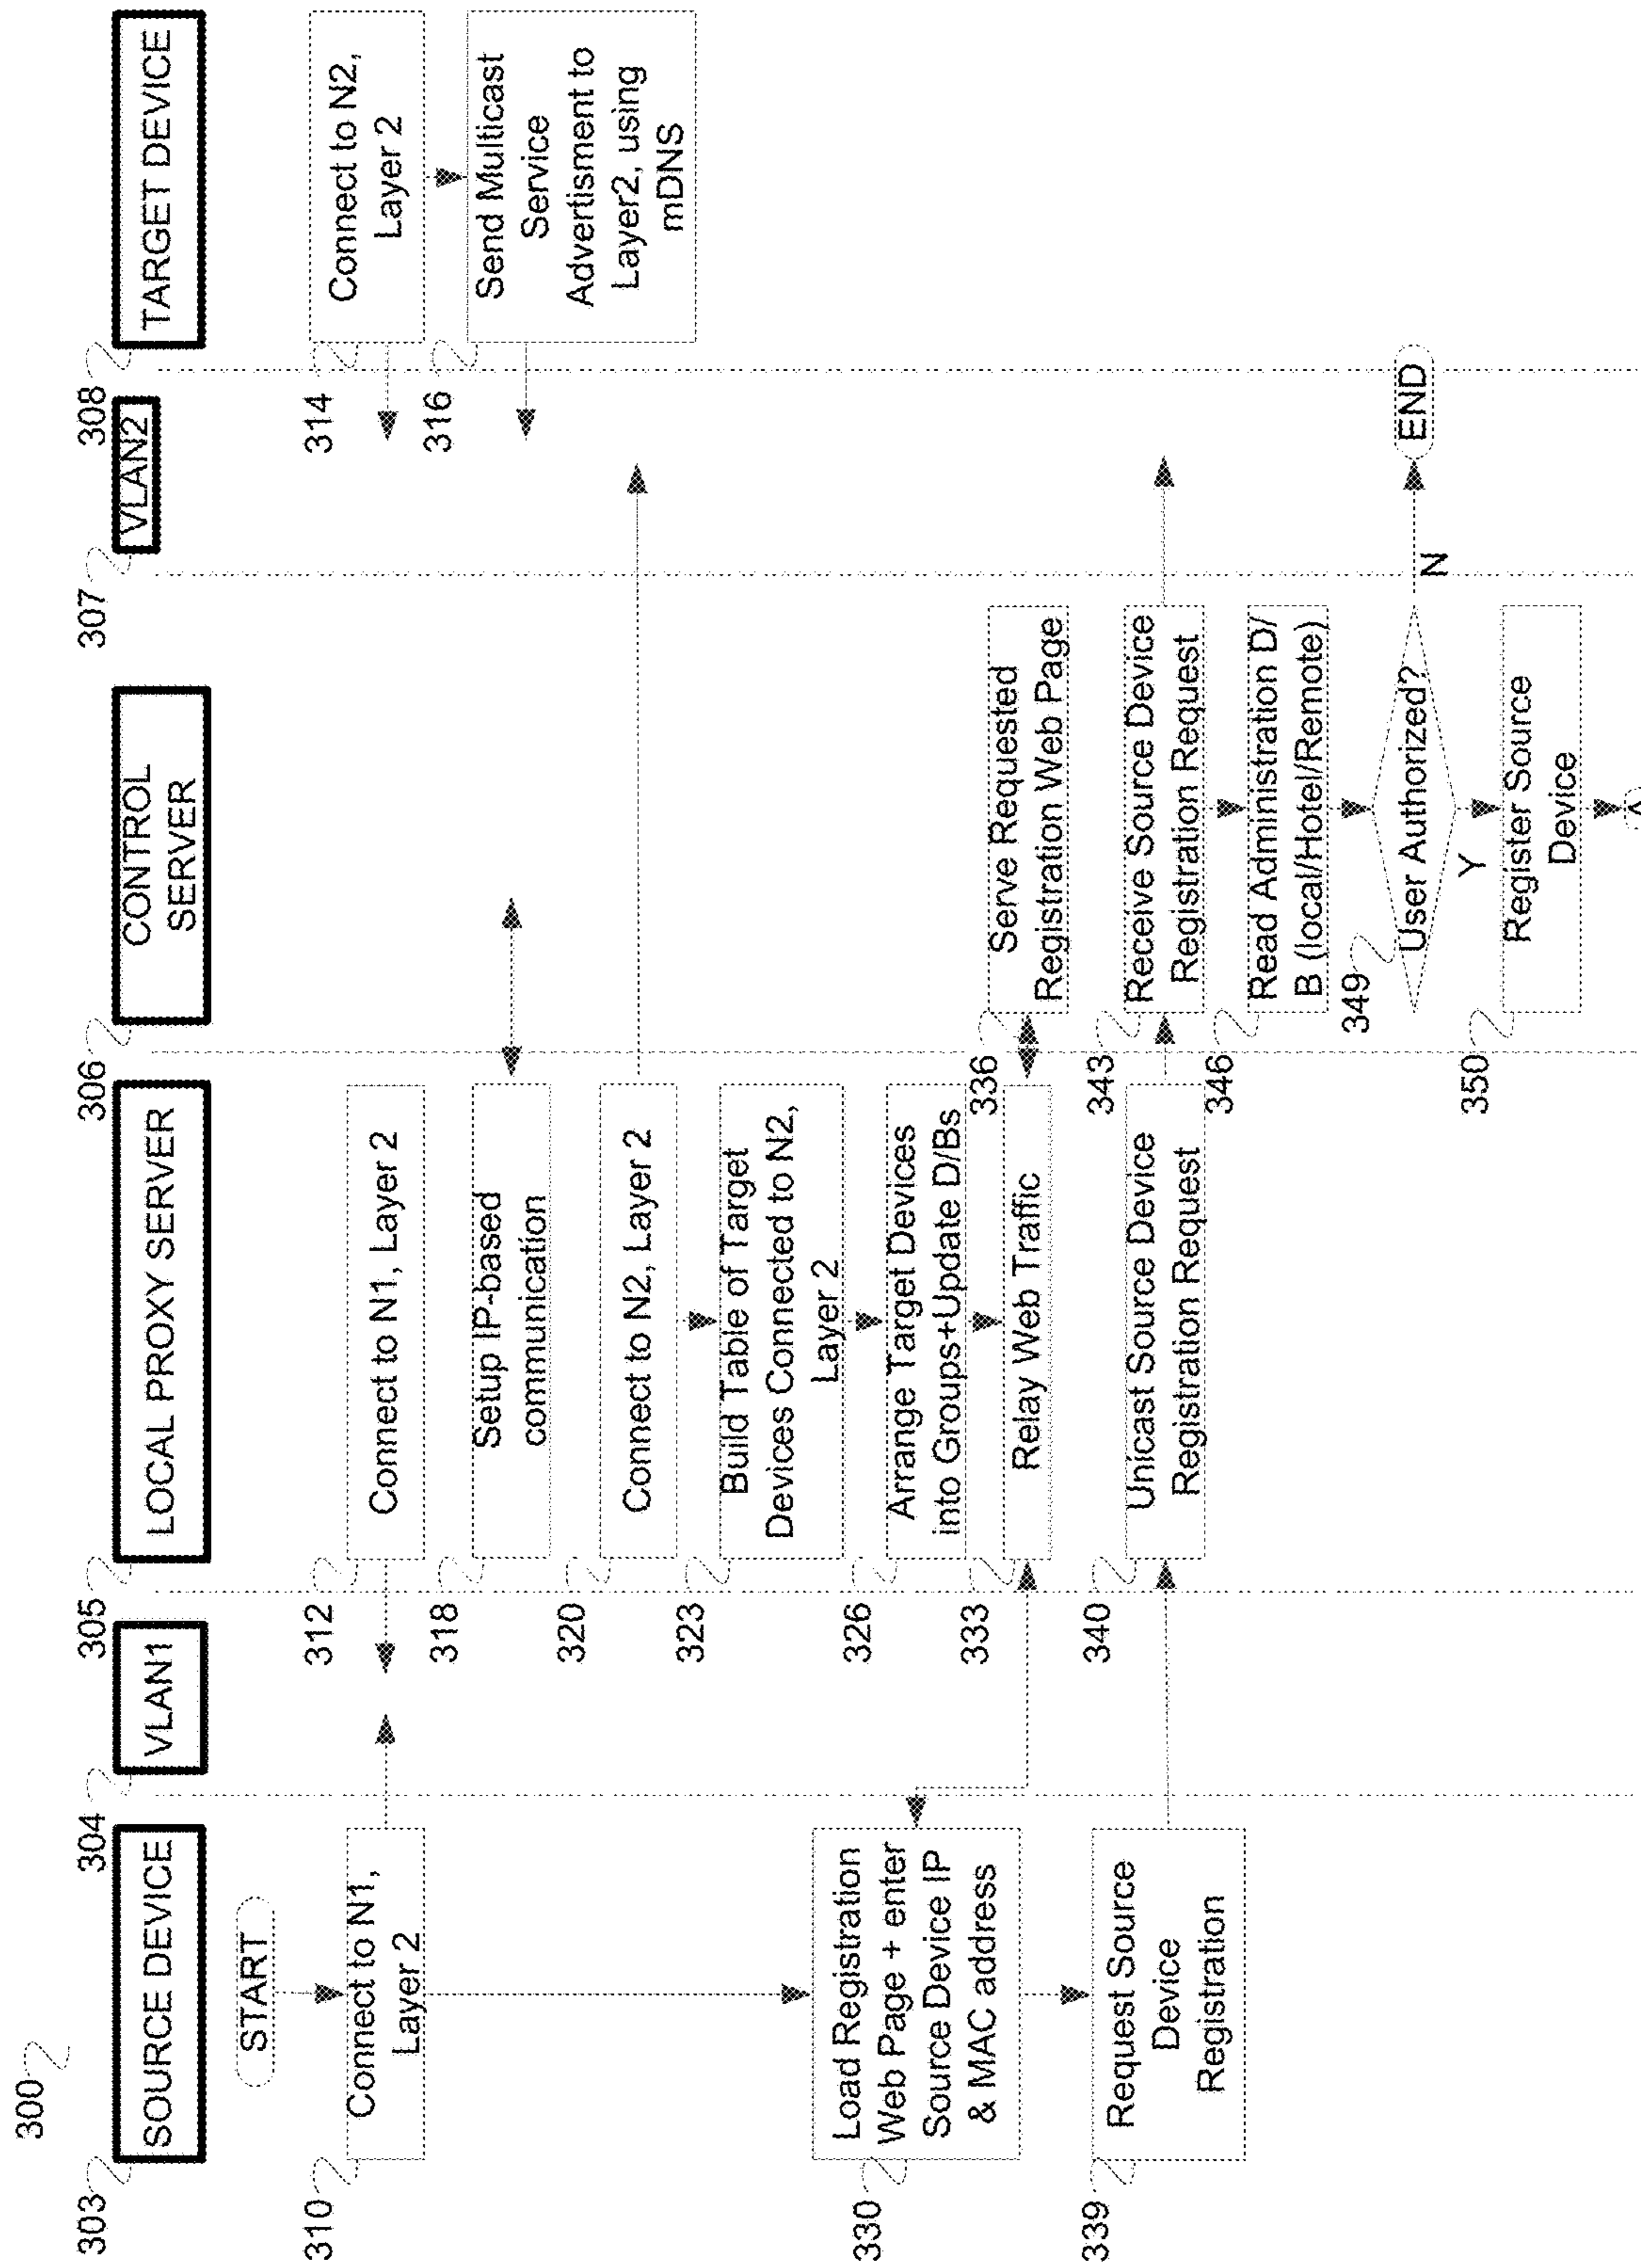 300
303
SOURCE DEVICE
304
VLAN1
305
LOCAL PROXY SERVER
306
CONTROL
SERVER
307
VLAN2
308
TARGET DEVICE
START
310
Connect to N1,
Layer 2
312
Connect to N1, Layer 2
314
Connect to N2,
Layer 2
316
Send Multicast
Service
Advertisment to
Layer2, using
mDNS
318
Setup IP-based
communication
320
Connect to N2, Layer 2
323
Build Table of Target
Devices Connected to N2,
Layer 2
326
Arrange Target Devices
into Groups+Update D/Bs
330
Load Registration
Web Page + enter
Source Device IP
& MAC address
333
Relay Web Traffic
336
Serve Requested
Registration Web Page
339
Request Source
Device
Registration
340
Unicast Source Device
Registration Request
343
Receive Source Device
Registration Request
346
Read Administration D/
B (local/Hotel/Remote)
349
User Authorized?
N
END
Y
350
Register Source
Device